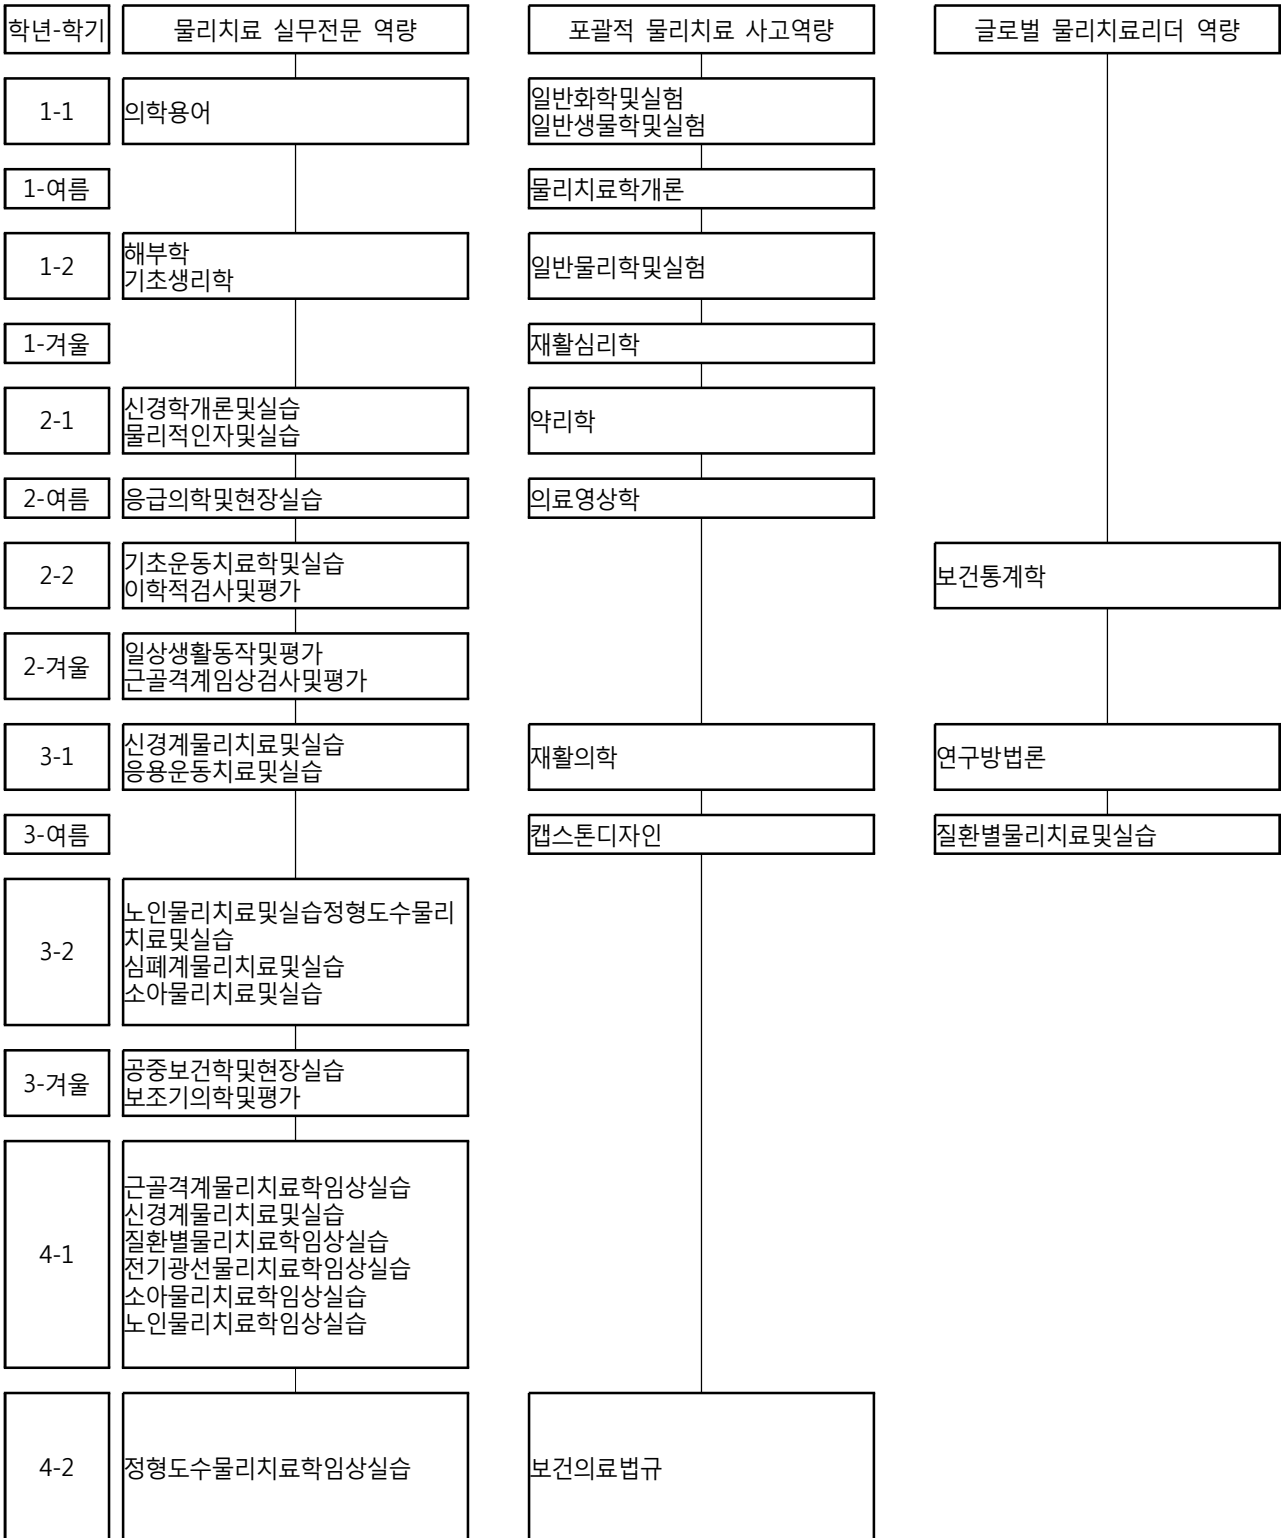 학년-학기
물리치료 실무전문 역량
포괄적 물리치료 사고역량
글로벌 물리치료리더 역량
1-1
의학용어
일반화학및실험
일반생물학및실험
1-여름
물리치료학개론
1-2
해부학
기초생리학
일반물리학및실험
1-겨울
재활심리학
2-1
신경학개론및실습
물리적인자및실습
약리학
2-여름
응급의학및현장실습
의료영상학
2-2
기초운동치료학및실습
이학적검사및평가
보건통계학
2-겨울
일상생활동작및평가
근골격계임상검사및평가
3-1
신경계물리치료및실습
응용운동치료및실습
재활의학
연구방법론
3-여름
캡스톤디자인
질환별물리치료및실습
3-2
노인물리치료및실습정형도수물리
치료및실습
심폐계물리치료및실습
소아물리치료및실습
3-겨울
공중보건학및현장실습
보조기의학및평가
4-1
근골격계물리치료학임상실습
신경계물리치료및실습
질환별물리치료학임상실습
전기광선물리치료학임상실습
소아물리치료학임상실습
노인물리치료학임상실습
4-2
정형도수물리치료학임상실습
보건의료법규